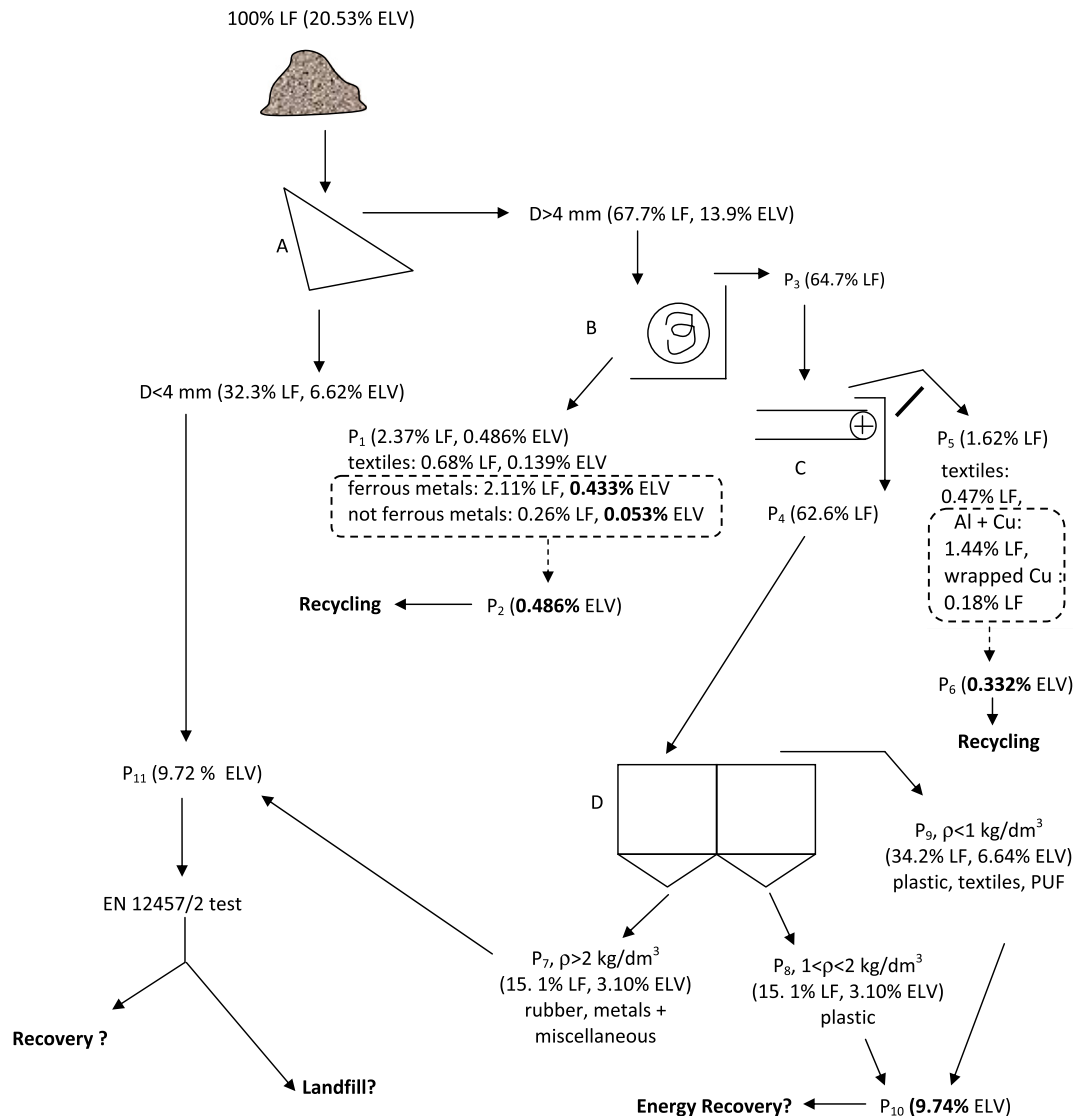 100% LF (20.53% ELV)
A
D>4 mm (67.7% LF, 13.9% ELV)
B
P3 (64.7% LF)
D<4 mm (32.3% LF, 6.62% ELV)
P1 (2.37% LF, 0.486% ELV)
textiles: 0.68% LF, 0.139% ELV
ferrous metals: 2.11% LF, 0.433% ELV
not ferrous metals: 0.26% LF, 0.053% ELV
C
P5 (1.62% LF)
textiles:
0.47% LF,
Al + Cu:
1.44% LF,
wrapped Cu :
0.18% LF
P4 (62.6% LF)
Recycling
P2 (0.486% ELV)
P6 (0.332% ELV)
Recycling
P11 (9.72 % ELV)
D
P9, ρ<1 kg/dm3
(34.2% LF, 6.64% ELV)
plastic, textiles, PUF
EN 12457/2 test
P7, ρ>2 kg/dm3
(15. 1% LF, 3.10% ELV)
rubber, metals +
miscellaneous
P8, 1<ρ<2 kg/dm3
(15. 1% LF, 3.10% ELV)
plastic
Recovery ?
Landfill?
Energy Recovery?
P10 (9.74% ELV)